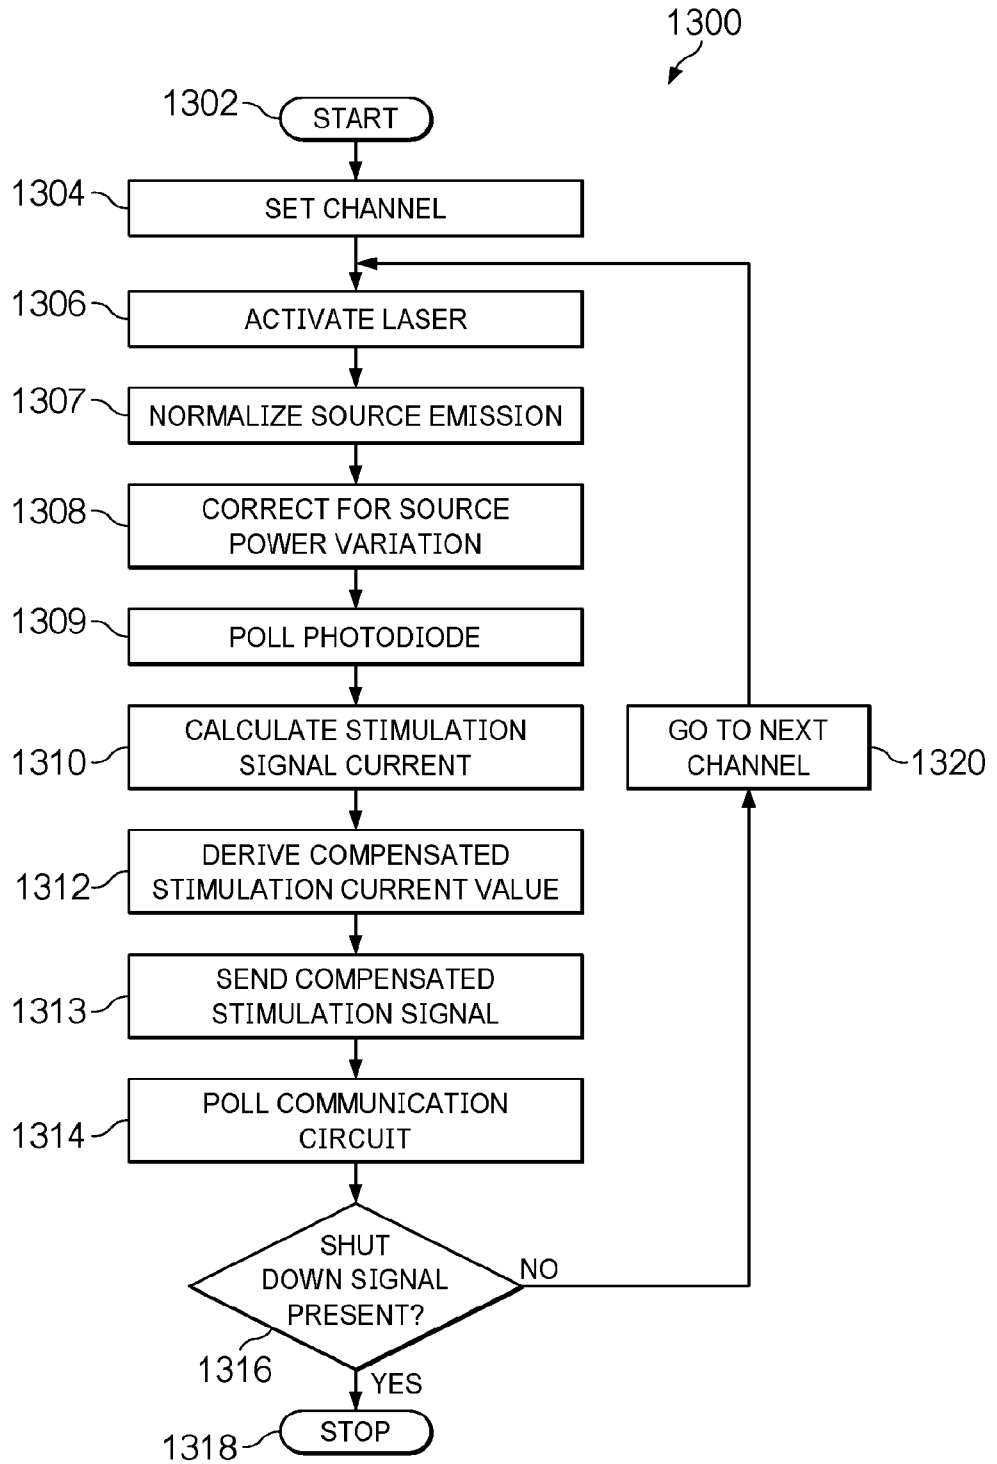 1300
1302
START
1304
SET CHANNEL
1306
ACTIVATE LASER
1307
NORMALIZE SOURCE EMISSION
1308
CORRECT FOR SOURCE
POWER VARIATION
1309
POLL PHOTODIODE
1310
CALCULATE STIMULATION
SIGNAL CURRENT
GO TO NEXT
CHANNEL
1320
1312
DERIVE COMPENSATED
STIMULATION CURRENT VALUE
1313
SEND COMPENSATED
STIMULATION SIGNAL
1314
POLL COMMUNICATION
CIRCUIT
SHUT
DOWN SIGNAL
PRESENT?
NO
1316
YES
STOP
1318